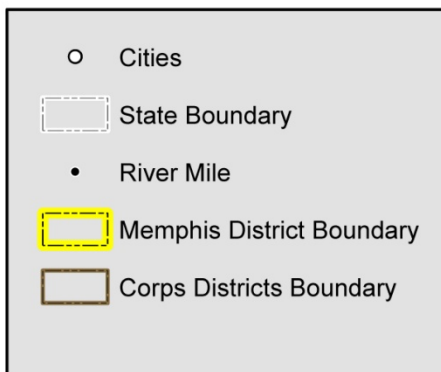 Cities
State Boundary
River Mile
Memphis District Boundary
Corps Districts Boundary